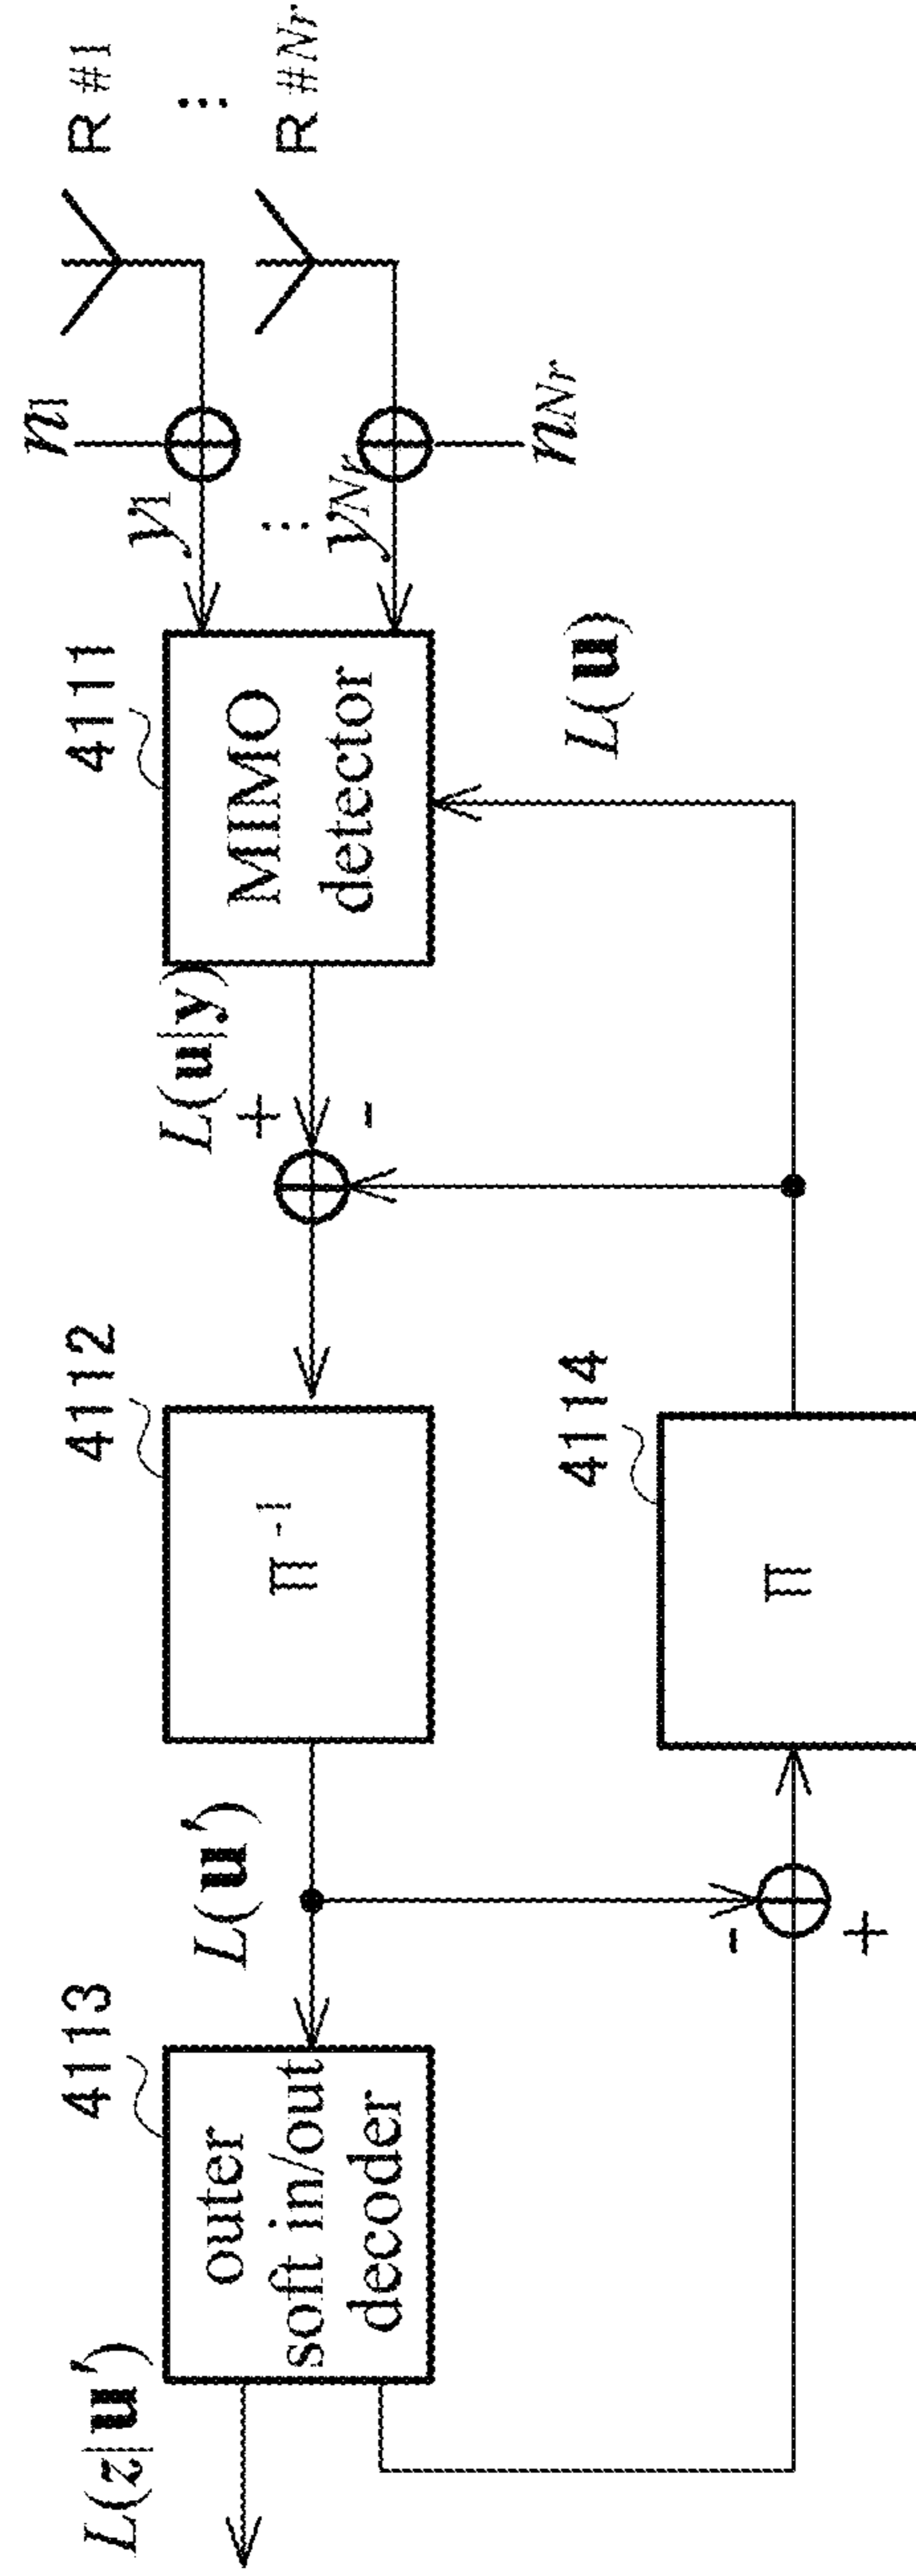 R #1
⋮
R #Nr
n1
nNr
y1
⋮
yNr
4111
MIMO
detector
L(u)
L(u|y)
+
-
4112
Π⁻¹
4114
Π
L(u′)
-
+
4113
outer
soft in/out
decoder
L(z|u′)